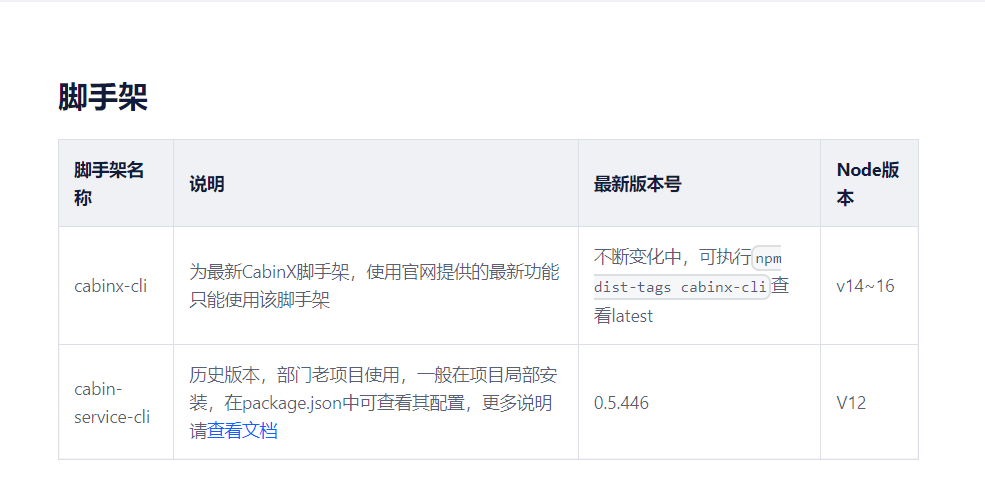 脚手架
脚手架名
称
说明
最新版本号
Node版
本
cabinx-cli
为最新CabinX脚手架，使用官网提供的最新功能
只能使用该脚手架
不断变化中，可执行npm
dist-tags cabinx-cli查
看latest
v14~16
cabin-
service-cli
历史版本，部门老项目使用，一般在项目局部安
装，在package.json中可查看其配置，更多说明
请查看文档
0.5.446
V12